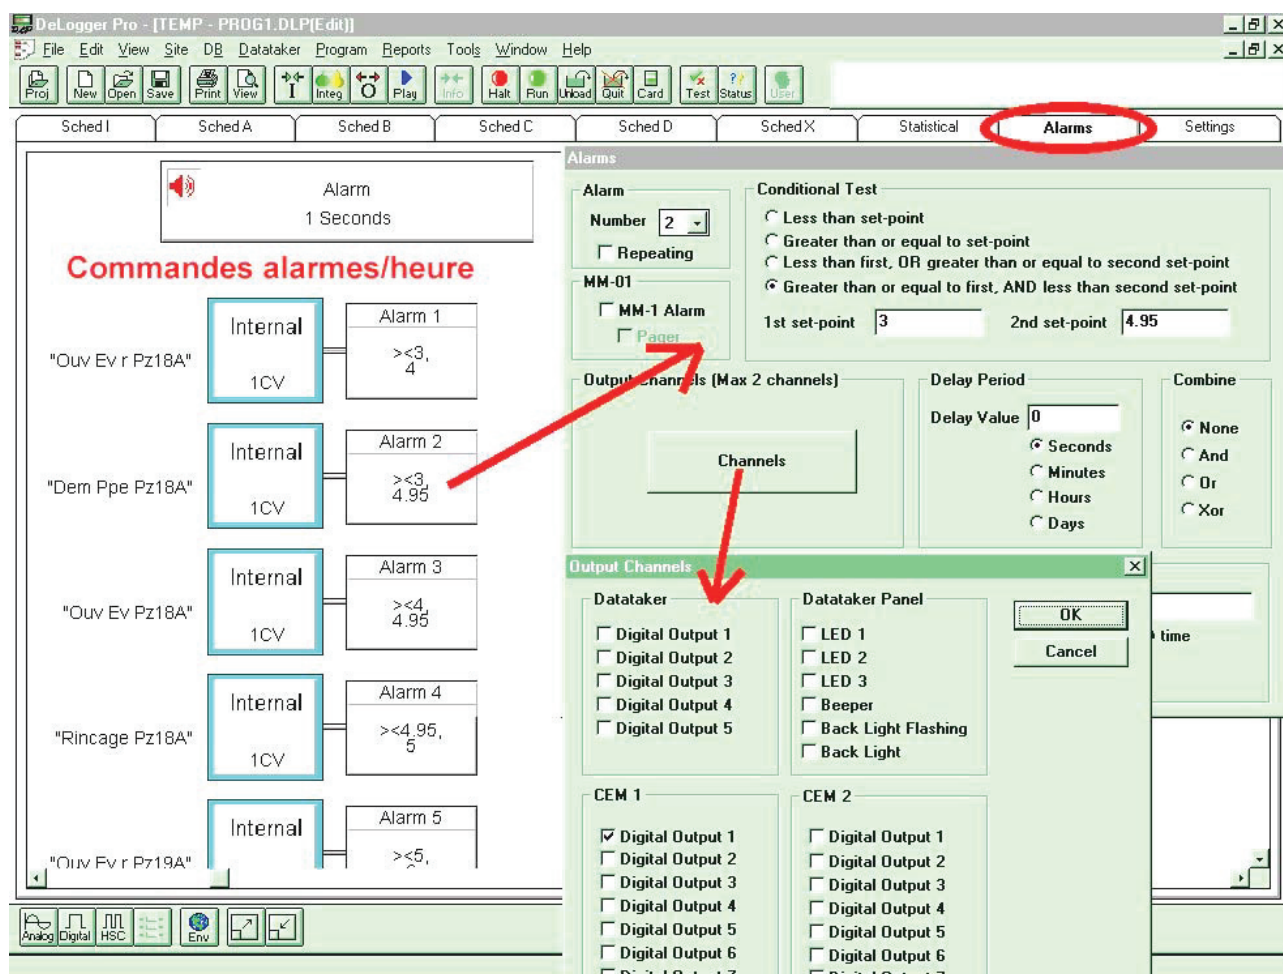 DeLogger Pro - [TEMP - PROG1.DLP(Edit)]
File Edit View Site DB Datataker Program Reports Tools Window Help
Proj New Open Save Print View I Integ O Play Info Halt Run Unload Quit Card Test Status User
Sched I Sched A Sched B Sched C Sched D Sched X Statistical Alarms Settings
Alarm
1 Seconds
Commandes alarmes/heure
"Ouv Ev r Pz18A"
Internal
1CV
Alarm 1
><3,
4
"Dem Ppe Pz18A"
Internal
1CV
Alarm 2
><3,
4.95
"Ouv Ev Pz18A"
Internal
1CV
Alarm 3
><4,
4.95
"Rincage Pz18A"
Internal
1CV
Alarm 4
><4.95,
5
"Ouv Ev r Pz19A"
Internal
Alarm 5
><5,
Alarms
Alarm
Number 2
Repeating
MM-01
MM-1 Alarm
Pager
Conditional Test
Less than set-point
Greater than or equal to set-point
Less than first, OR greater than or equal to second set-point
Greater than or equal to first, AND less than second set-point
1st set-point 3 2nd set-point 4.95
Output Channels (Max 2 channels)
Channels
Delay Period
Delay Value 0
Seconds
Minutes
Hours
Days
Combine
None
And
Or
Xor
time
Output Channels
Datataker
Digital Output 1
Digital Output 2
Digital Output 3
Digital Output 4
Digital Output 5
Datataker Panel
LED 1
LED 2
LED 3
Beeper
Back Light Flashing
Back Light
OK
Cancel
CEM 1
Digital Output 1
Digital Output 2
Digital Output 3
Digital Output 4
Digital Output 5
Digital Output 6
CEM 2
Digital Output 1
Digital Output 2
Digital Output 3
Digital Output 4
Digital Output 5
Digital Output 6
Analog Digital HSC Env